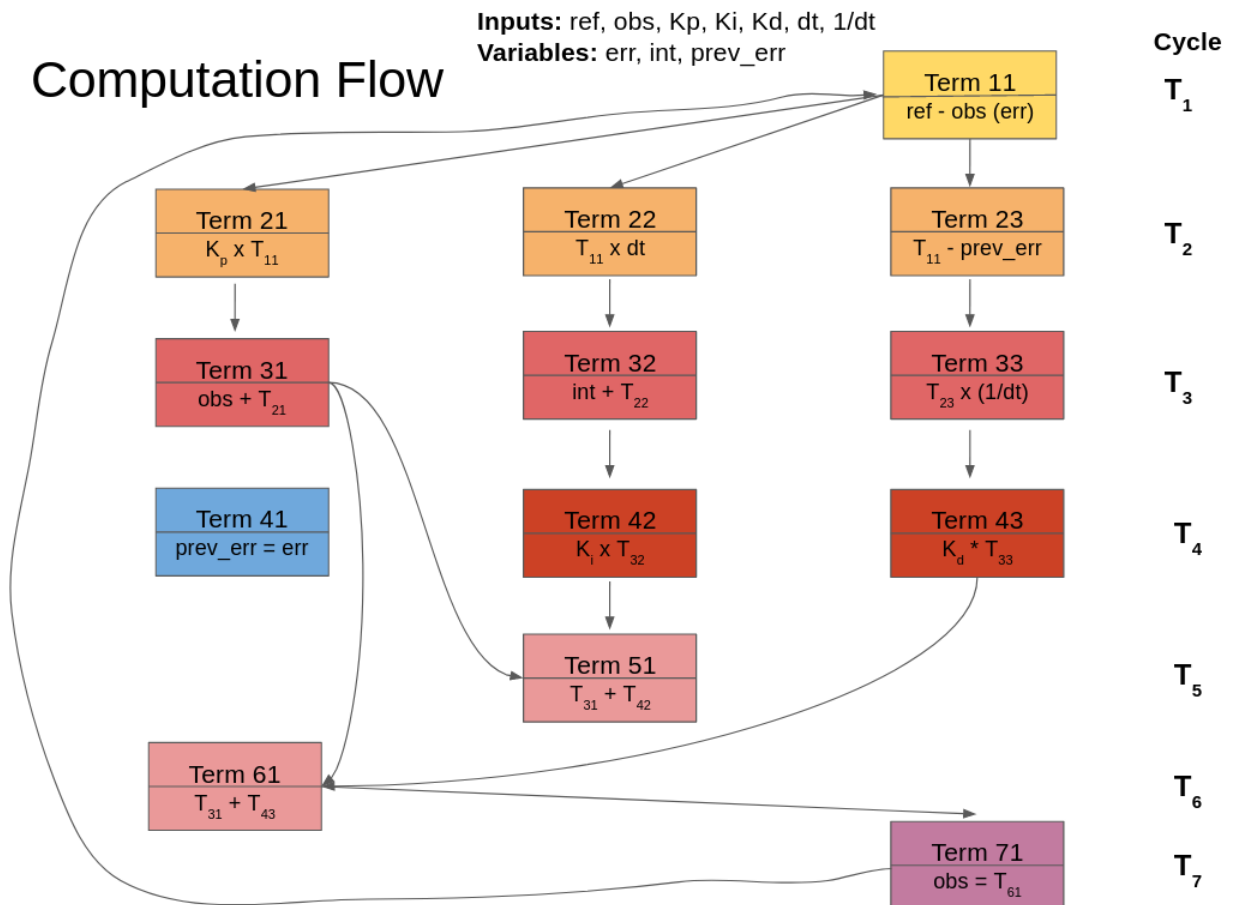 Inputs: ref, obs, Kp, Ki, Kd, dt, 1/dt
Variables: err, int, prev_err
Computation Flow
Cycle
Term 11
ref - obs (err)
T1
Term 21
Kp x T11
Term 22
T11 x dt
Term 23
T11 - prev_err
T2
Term 31
obs + T21
Term 32
int + T22
Term 33
T23 x (1/dt)
T3
Term 41
prev_err = err
Term 42
Ki x T32
Term 43
Kd * T33
T4
Term 51
T31 + T42
T5
Term 61
T31 + T43
T6
Term 71
obs = T61
T7